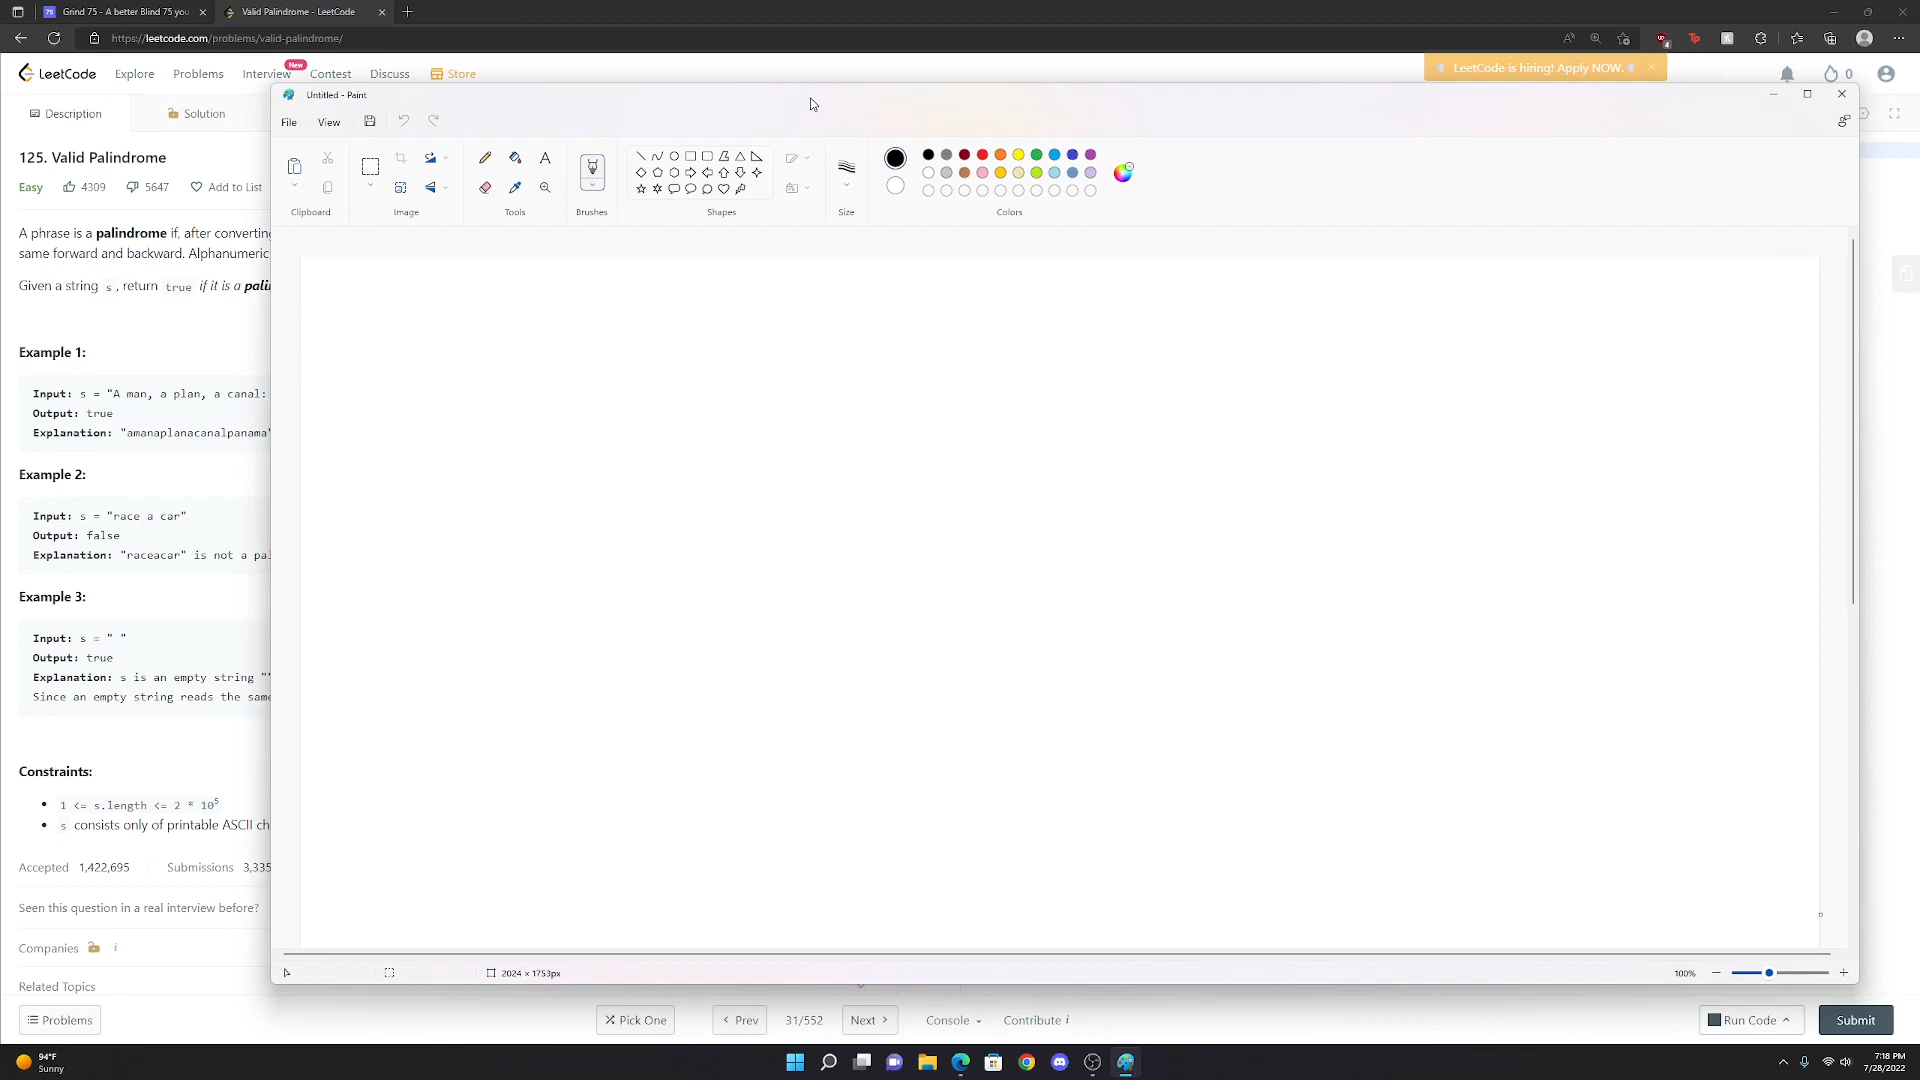 75 Grind 75 - A better Blind 75 you
Valid Palindrome - LeetCode
https://leetcode.com/problems/valid-palindrome/
LeetCode Explore Problems Interview New Contest Discuss Store
LeetCode is hiring! Apply NOW.
0
Description Solution
Untitled - Paint
File View
Clipboard Image Tools Brushes Shapes Size Colors
125. Valid Palindrome
Easy 4309 5647 Add to List
A phrase is a palindrome if, after converting
same forward and backward. Alphanumeric
Given a string s, return true if it is a pali
Example 1:
Input: s = "A man, a plan, a canal:
Output: true
Explanation: "amanaplanacanalpanama"
Example 2:
Input: s = "race a car"
Output: false
Explanation: "raceacar" is not a pal
Example 3:
Input: s = " "
Output: true
Explanation: s is an empty string ""
Since an empty string reads the same
Constraints:
1 <= s.length <= 2 * 10^5
s consists only of printable ASCII ch
Accepted 1,422,695 Submissions 3,335
Seen this question in a real interview before?
Companies i
Related Topics
2024 × 1753px
100%
Problems Pick One Prev 31/552 Next Console Contribute i Run Code Submit
94°F
Sunny
7:18 PM
7/28/2022